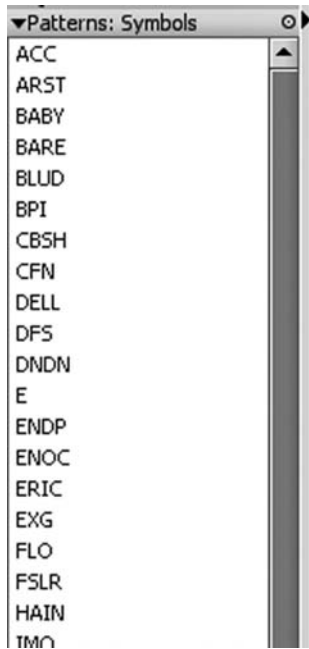 Patterns: Symbols
ACC
ARST
BABY
BARE
BLUD
BPI
CBSH
CFN
DELL
DFS
DNDN
E
ENDP
ENOC
ERIC
EXG
FLO
FSLR
HAIN
IMO